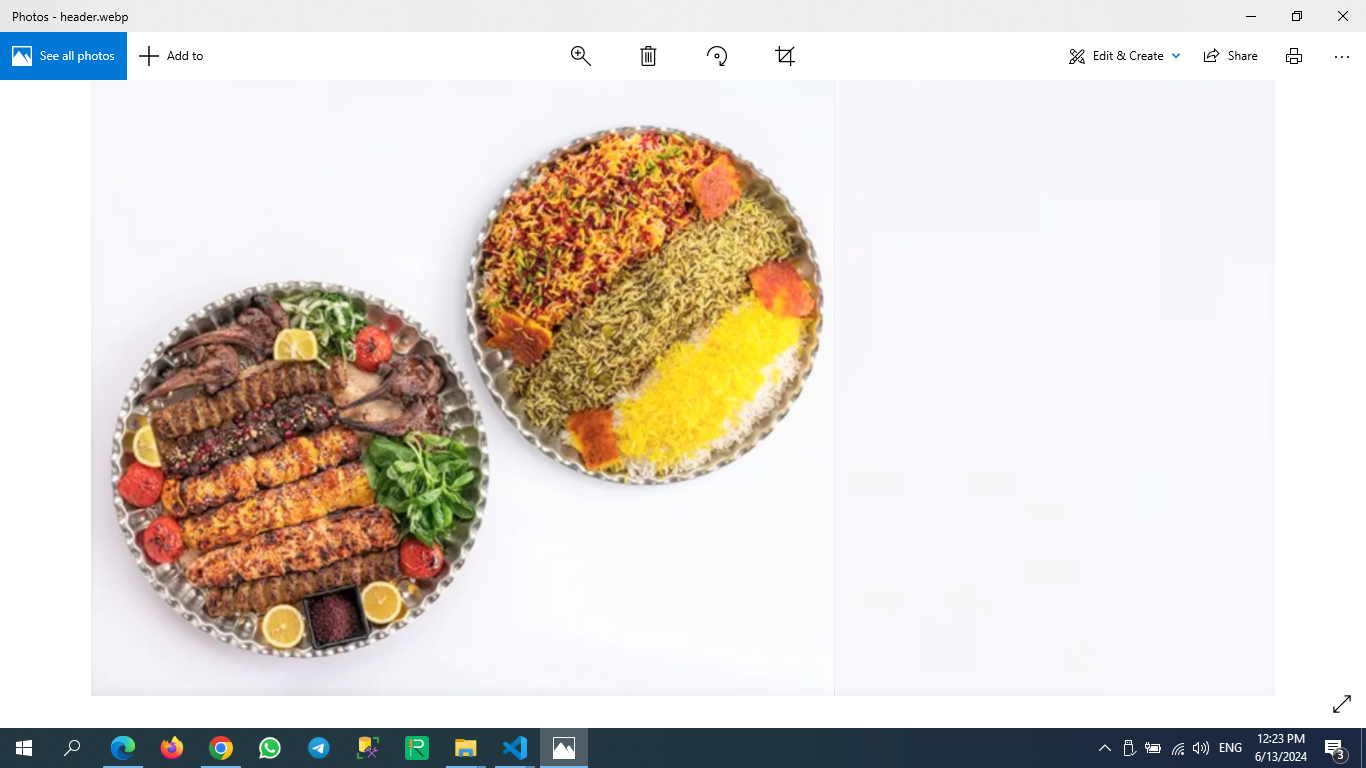 Photos - header.webp
See all photos
Add to
Edit & Create
Share
ENG
12:23 PM
6/13/2024
3